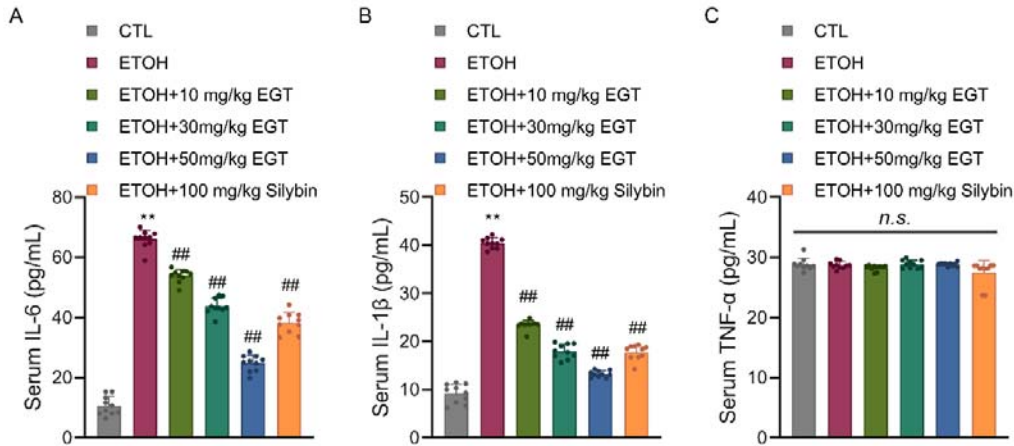 A
CTL
ETOH
ETOH+10 mg/kg EGT
ETOH+30mg/kg EGT
ETOH+50mg/kg EGT
ETOH+100 mg/kg Silybin
Serum IL-6 (pg/mL)
80
60
40
20
0
**
##
##
##
##
B
CTL
ETOH
ETOH+10 mg/kg EGT
ETOH+30mg/kg EGT
ETOH+50mg/kg EGT
ETOH+100 mg/kg Silybin
Serum IL-1β (pg/mL)
50
40
30
20
10
0
**
##
##
##
##
C
CTL
ETOH
ETOH+10 mg/kg EGT
ETOH+30mg/kg EGT
ETOH+50mg/kg EGT
ETOH+100 mg/kg Silybin
Serum TNF-α (pg/mL)
40
30
20
10
0
n.s.